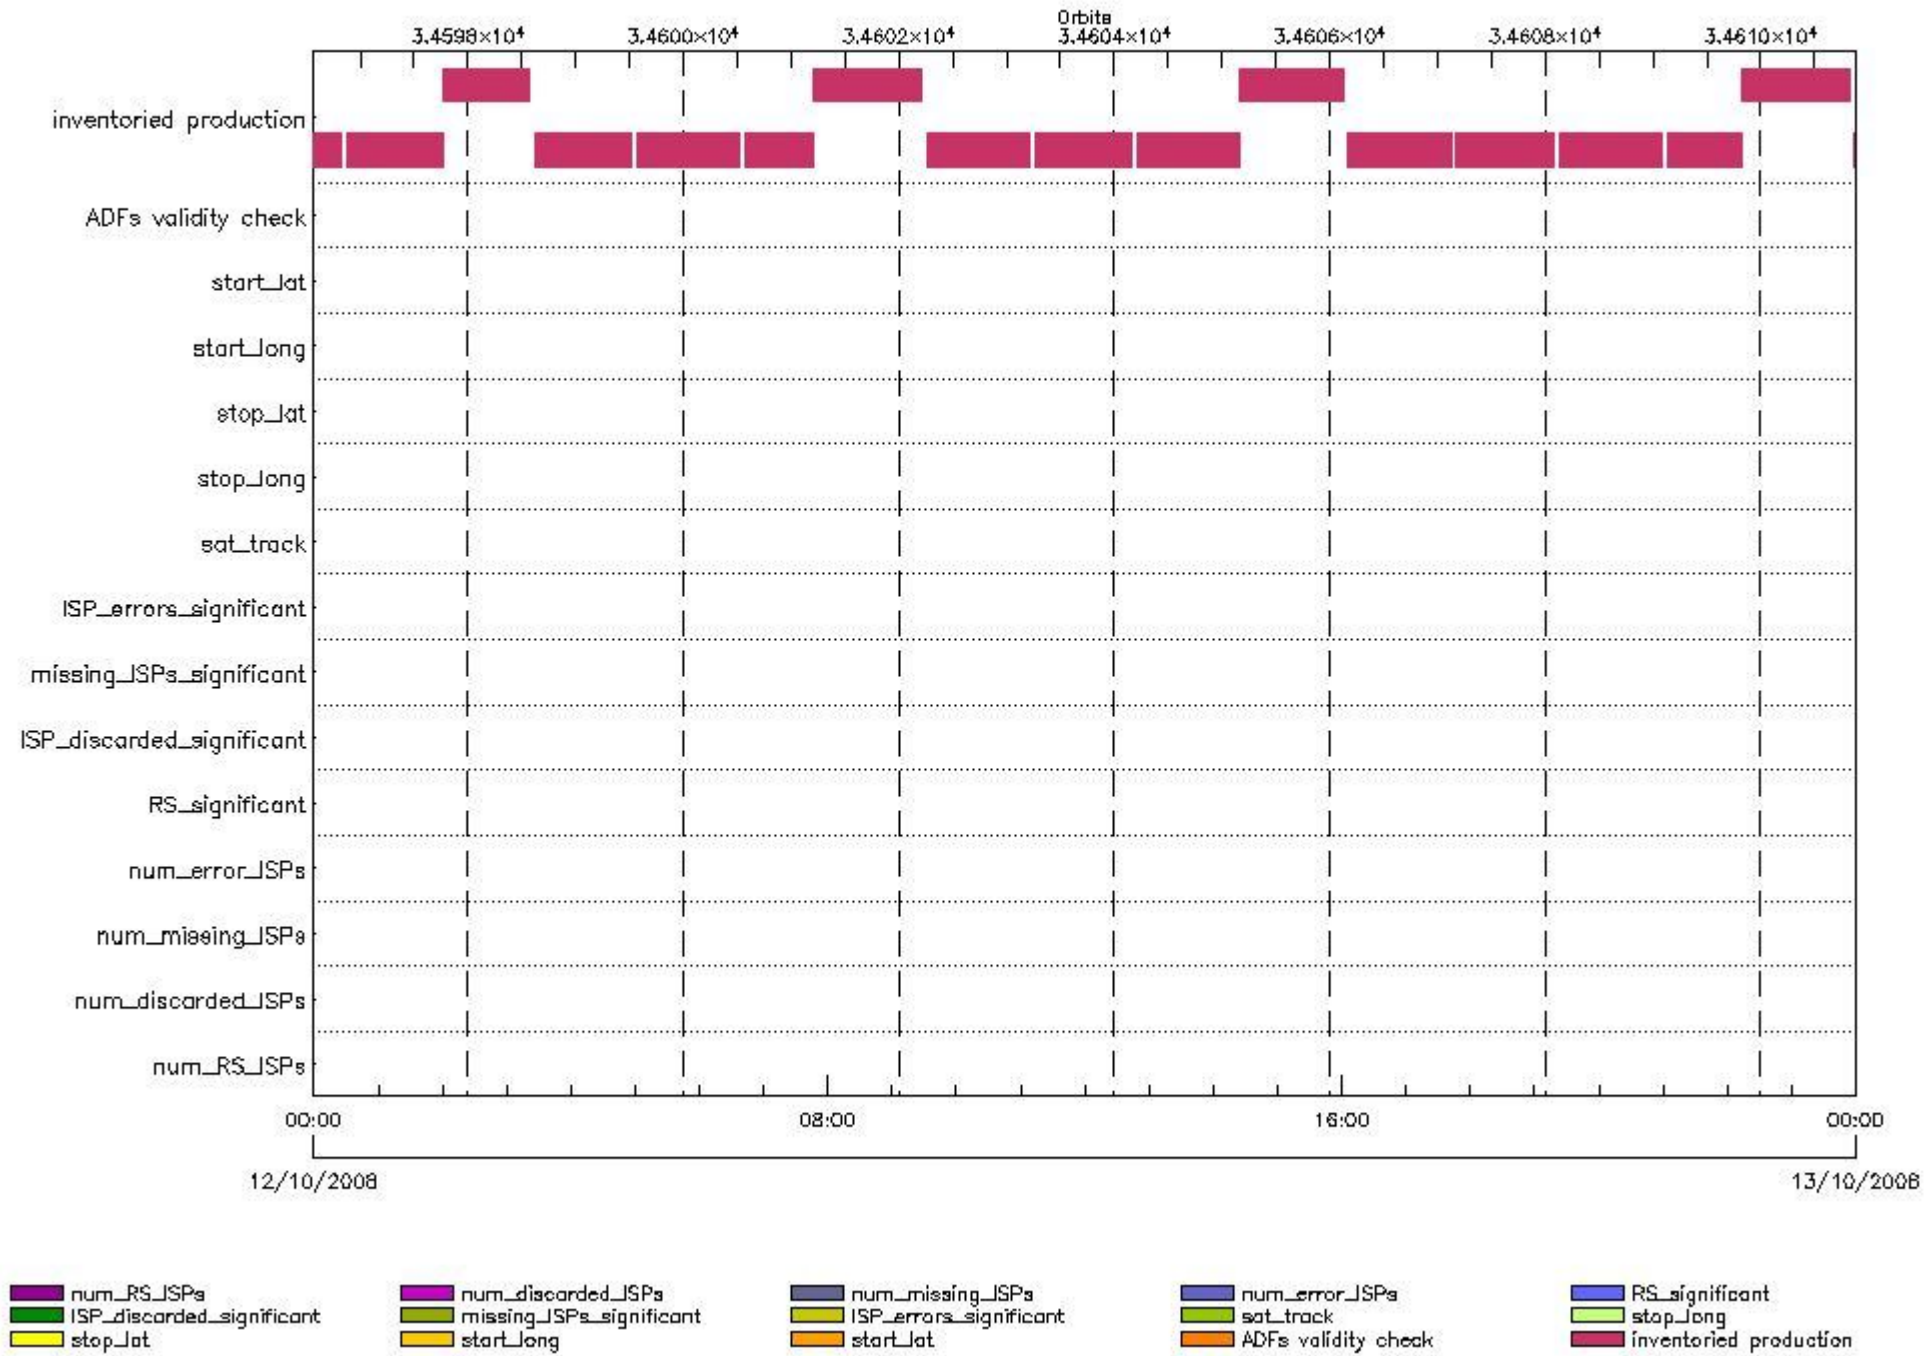 Orbits
3.4598×10⁴ 3.4600×10⁴ 3.4602×10⁴ 3.4604×10⁴ 3.4606×10⁴ 3.4608×10⁴ 3.4610×10⁴
inventoried production
ADFs validity check
start_lat
start_long
stop_lat
stop_long
sat_track
ISP_errors_significant
missing_ISPs_significant
ISP_discarded_significant
RS_significant
num_error_ISPs
num_missing_ISPs
num_discarded_ISPs
num_RS_ISPs
00:00 08:00 16:00 00:00
12/10/2008 13/10/2008
num_RS_ISPs num_discarded_ISPs num_missing_ISPs num_error_ISPs RS_significant
ISP_discarded_significant missing_ISPs_significant ISP_errors_significant sat_track stop_long
stop_lat start_long start_lat ADFs validity check inventoried production